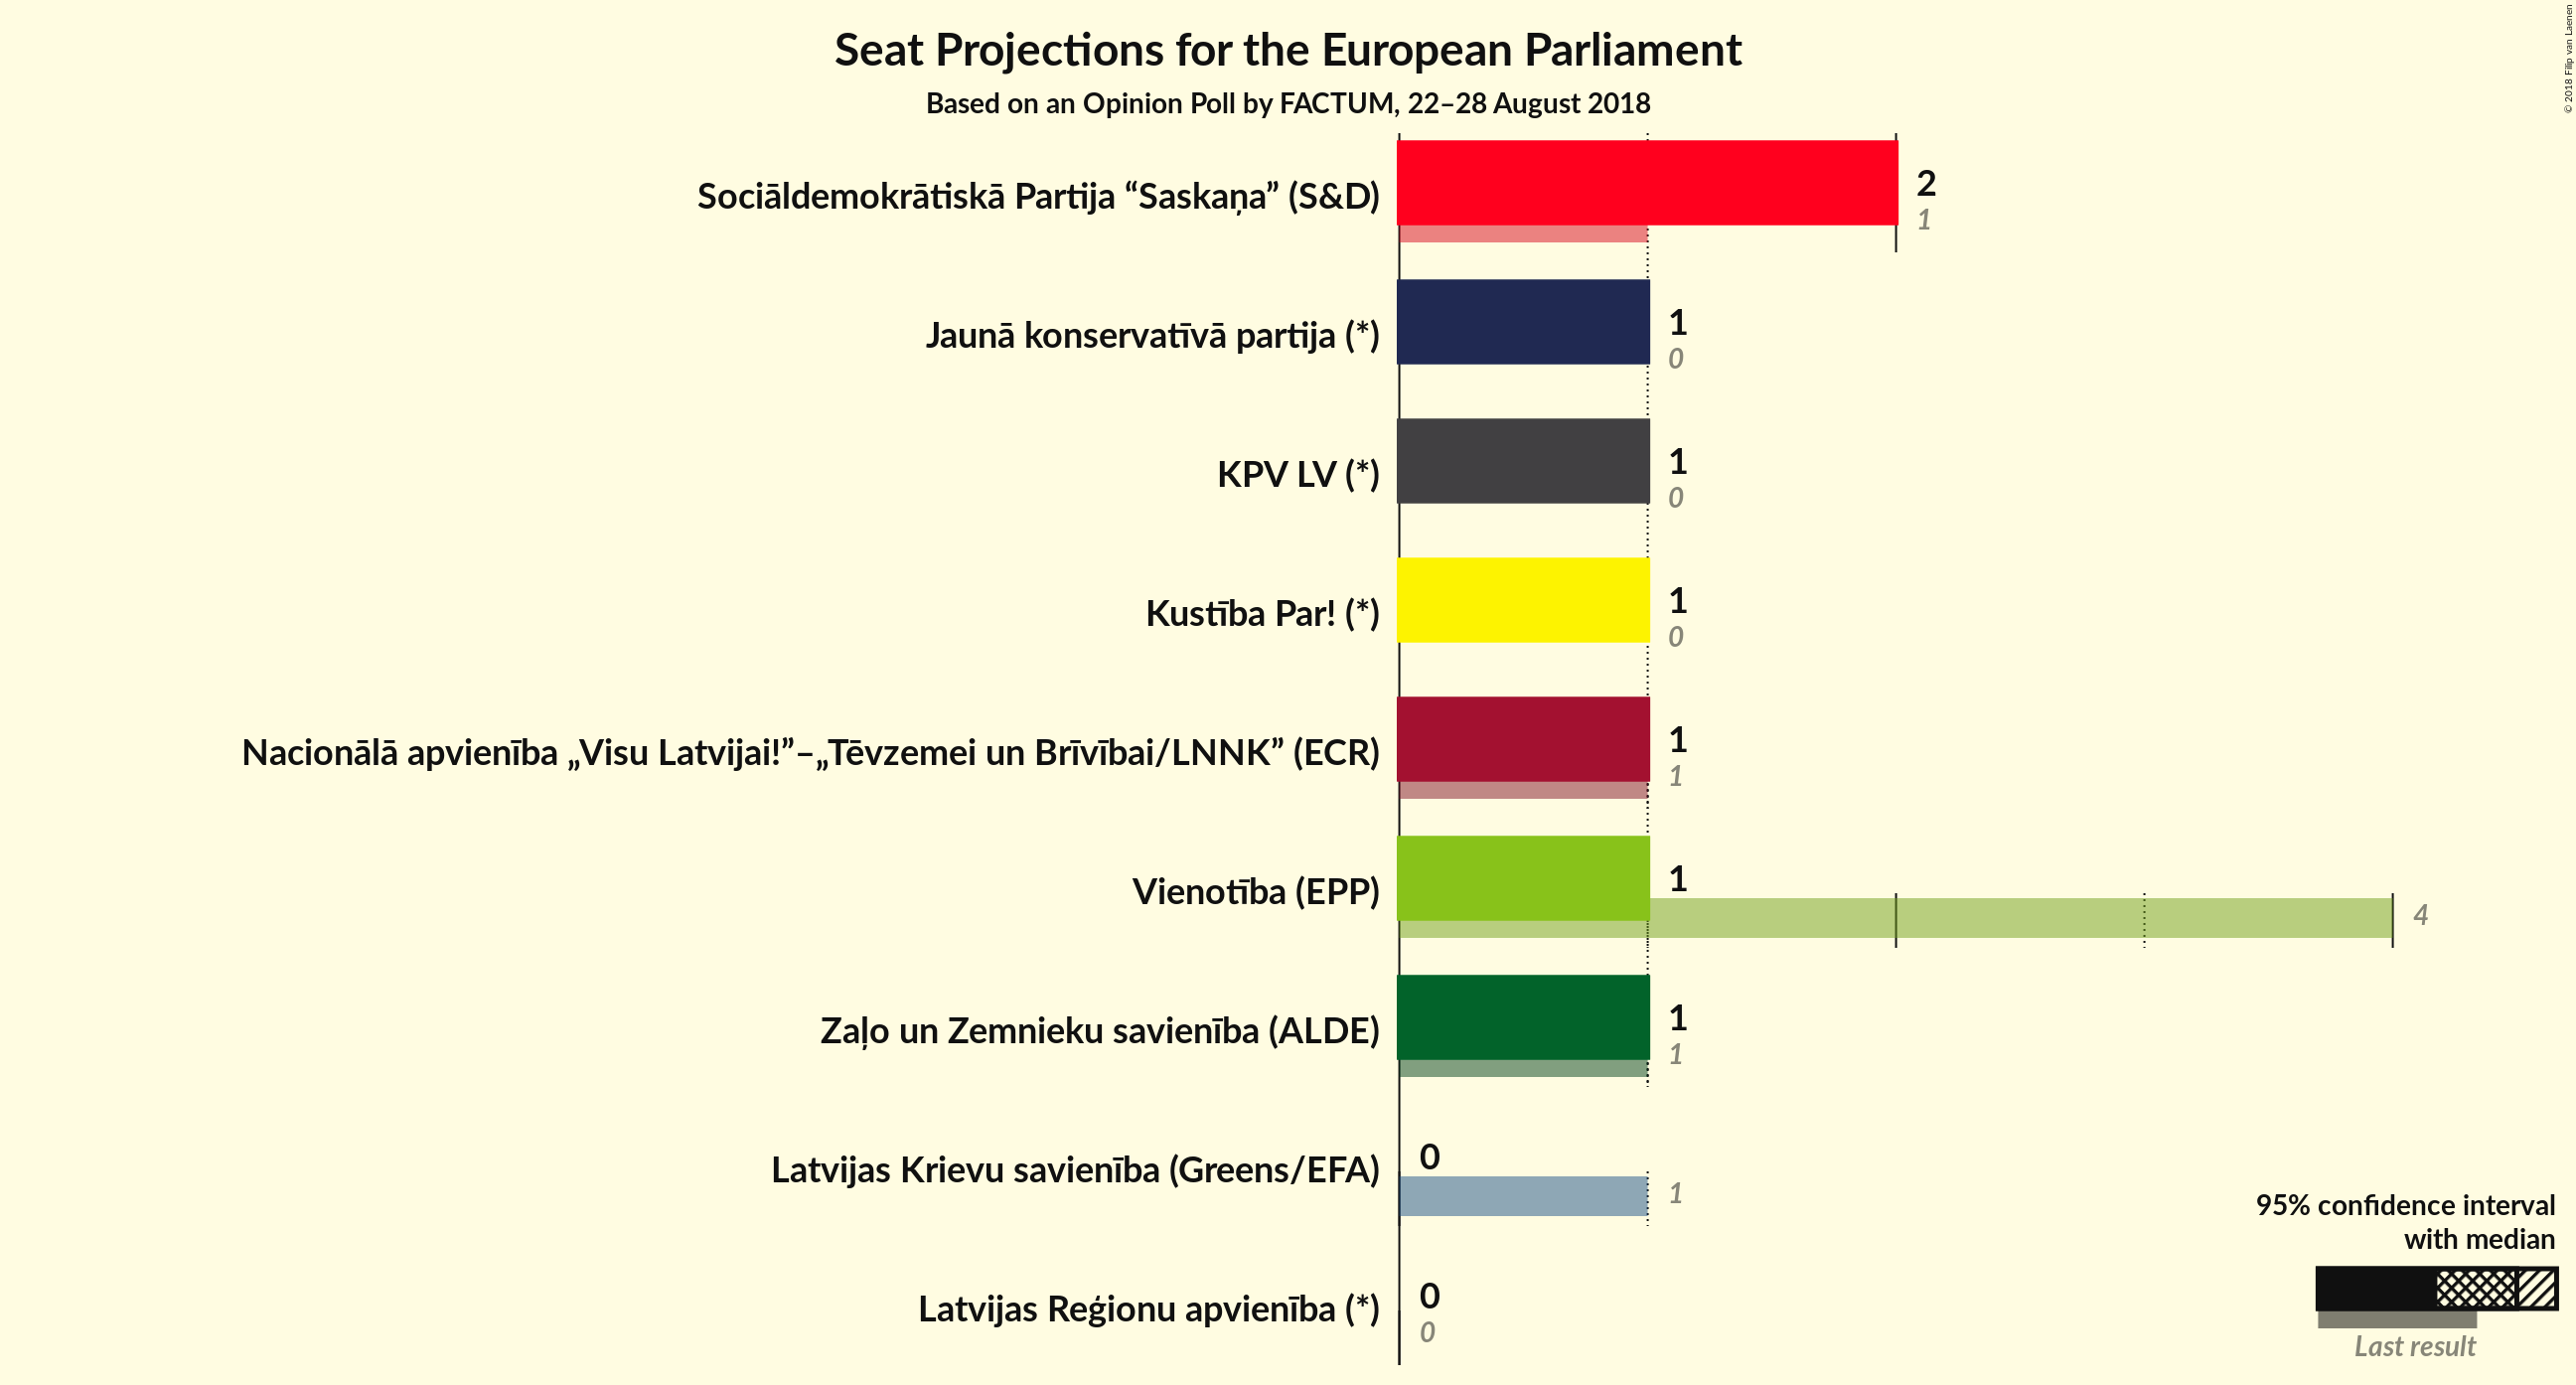 Seat Projections for the European Parliament
Based on an Opinion Poll by FACTUM, 22–28 August 2018
© 2018 Filip van Laenen
Sociāldemokrātiskā Partija “Saskaņa” (S&D)
2
1
Jaunā konservatīvā partija (*)
1
0
KPV LV (*)
1
0
Kustība Par! (*)
1
0
Nacionālā apvienība „Visu Latvijai!”–„Tēvzemei un Brīvībai/LNNK” (ECR)
1
1
Vienotība (EPP)
1
4
Zaļo un Zemnieku savienība (ALDE)
1
1
Latvijas Krievu savienība (Greens/EFA)
0
1
Latvijas Reģionu apvienība (*)
0
0
95% confidence interval
with median
Last result